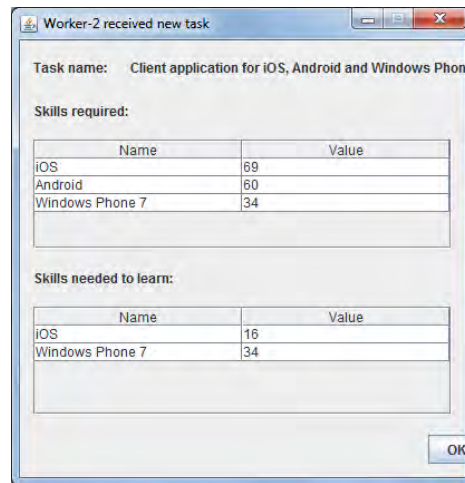 Worker-2 received new task
Task name: Client application for iOS, Android and Windows Phon
Skills required:
Name Value
iOS 69
Android 60
Windows Phone 7 34
Skills needed to learn:
Name Value
iOS 16
Windows Phone 7 34
OK